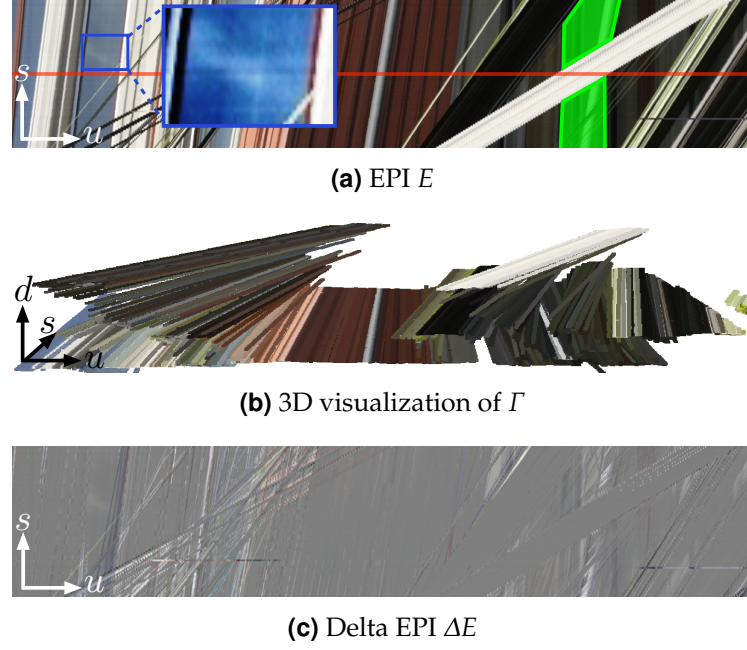 s
u
(a) EPI E
d
s
u
(b) 3D visualization of Γ
s
u
(c) Delta EPI ΔE